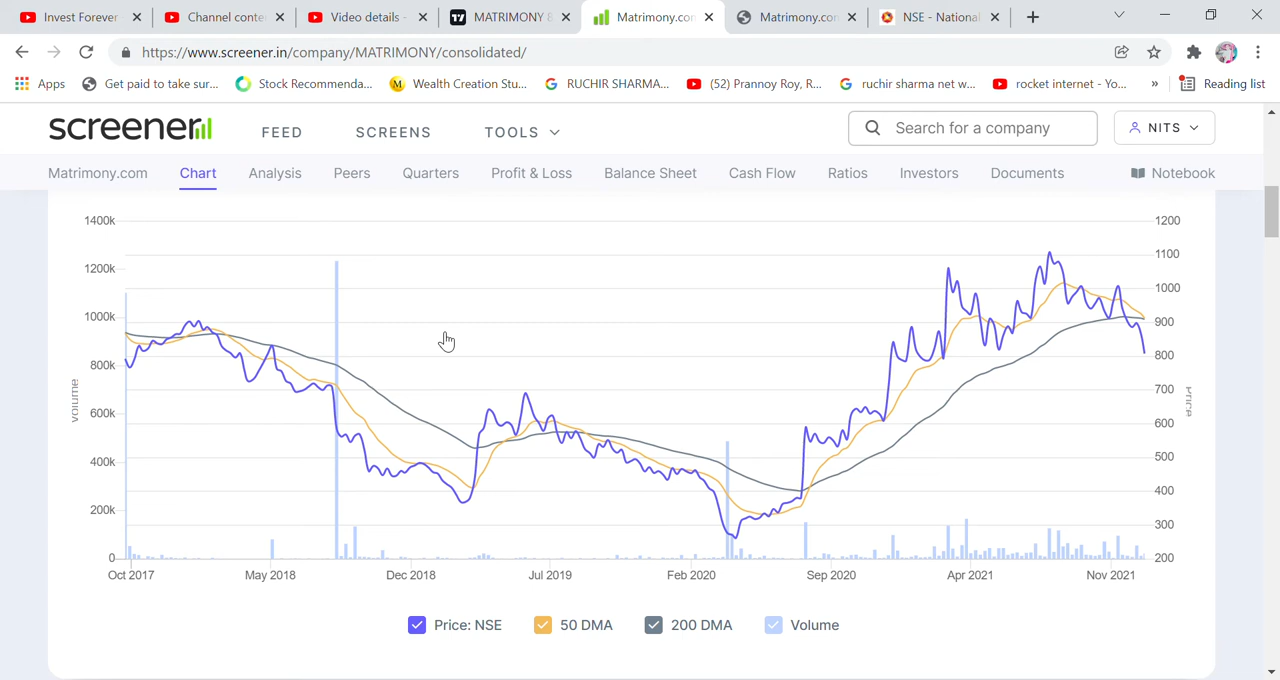 Invest Forever
Channel conte
Video details -
MATRIMONY 8
Matrimony.con
Matrimony.con
NSE - National
https://www.screener.in/company/MATRIMONY/consolidated/
Apps
Get paid to take sur...
Stock Recommenda...
Wealth Creation Stu...
RUCHIR SHARMA...
(52) Prannoy Roy, R...
ruchir sharma net w...
rocket internet - Yo...
»
Reading list
screener
FEED
SCREENS
TOOLS
Search for a company
NITS
Matrimony.com
Chart
Analysis
Peers
Quarters
Profit & Loss
Balance Sheet
Cash Flow
Ratios
Investors
Documents
Notebook
1400k
1200k
1000k
800k
600k
400k
200k
0
Volume
1200
1100
1000
900
800
700
600
500
400
300
200
Price
Oct 2017
May 2018
Dec 2018
Jul 2019
Feb 2020
Sep 2020
Apr 2021
Nov 2021
Price: NSE
50 DMA
200 DMA
Volume